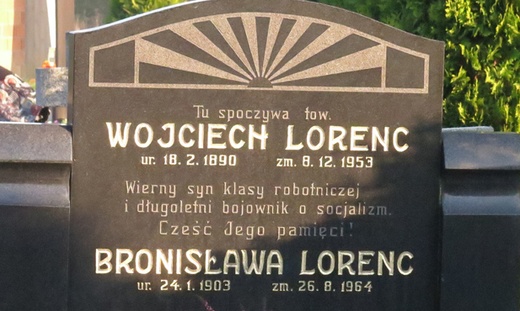 Tu spoczywa tow.
WOJCIECH LORENC
ur. 18.2.1890 zm. 8.12.1953
Wierny syn klasy robotniczej
i długoletni bojownik o socjalizm.
Cześć Jego pamięci!
BRONISŁAWA LORENC
ur. 24.1.1903 zm. 26.8.1964